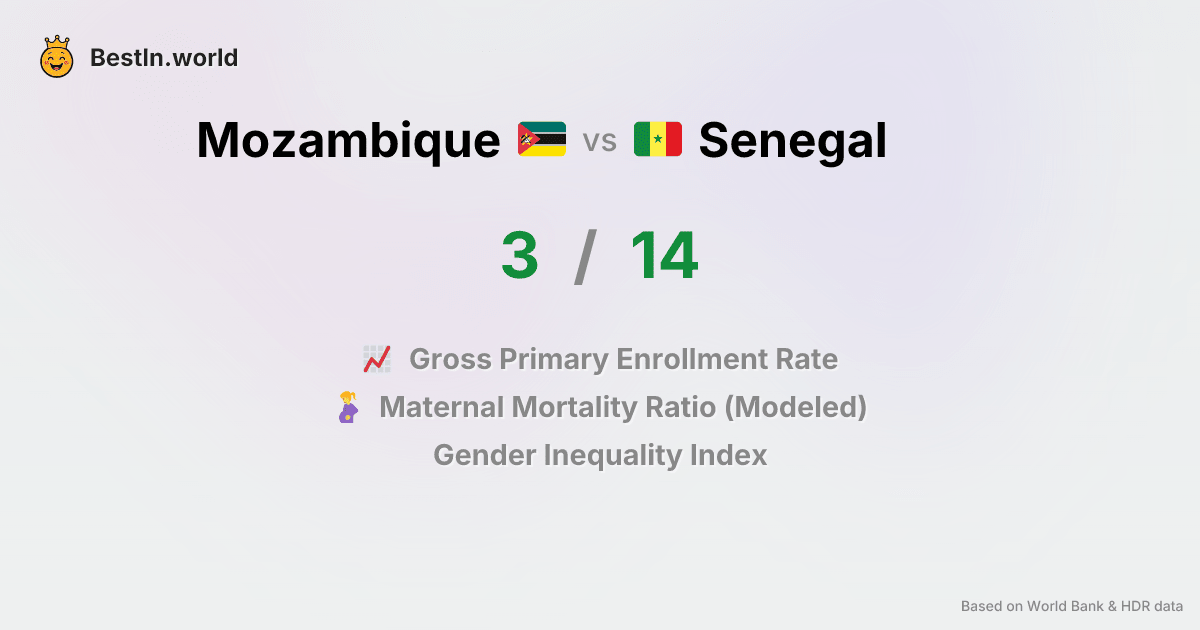 BestIn.world
Mozambique vs Senegal
3 / 14
Gross Primary Enrollment Rate
Maternal Mortality Ratio (Modeled)
Gender Inequality Index
Based on World Bank & HDR data